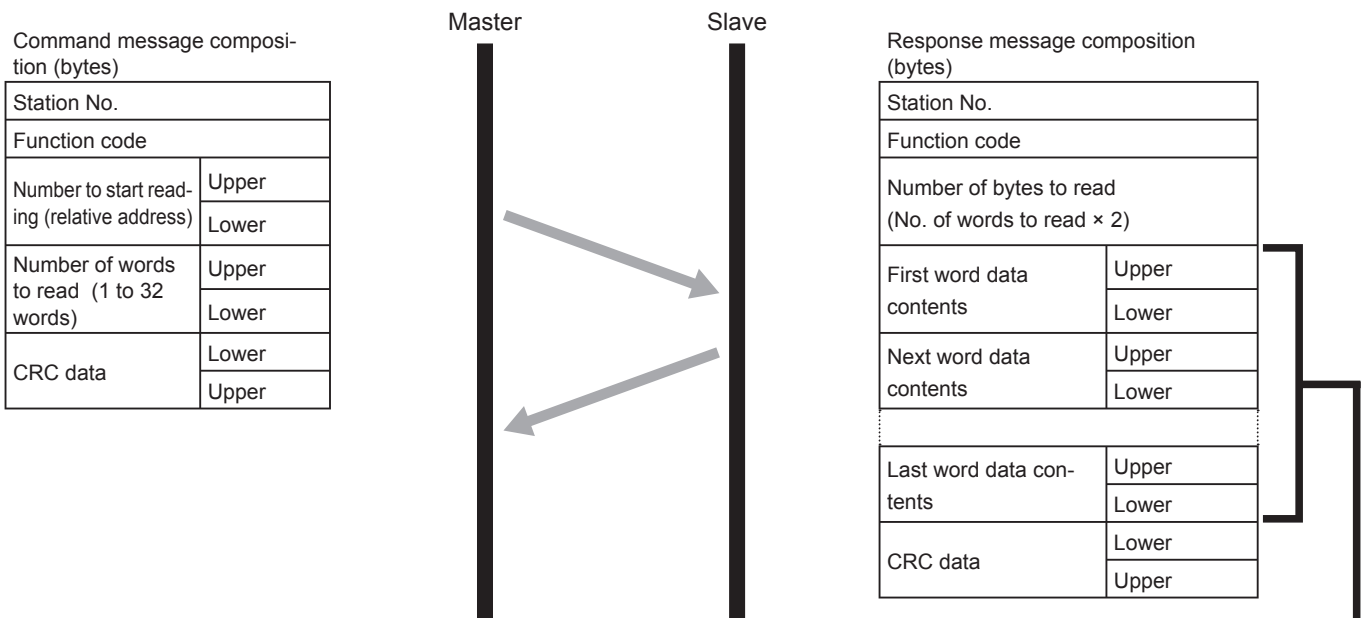 Master
Slave
Command message composi-
tion (bytes)
Station No.
Function code
Number to start read-
ing (relative address)
Upper
Lower
Number of words
to read (1 to 32
words)
Upper
Lower
CRC data
Lower
Upper
Response message composition
(bytes)
Station No.
Function code
Number of bytes to read
(No. of words to read × 2)
First word data
contents
Upper
Lower
Next word data
contents
Upper
Lower
Last word data con-
tents
Upper
Lower
CRC data
Lower
Upper